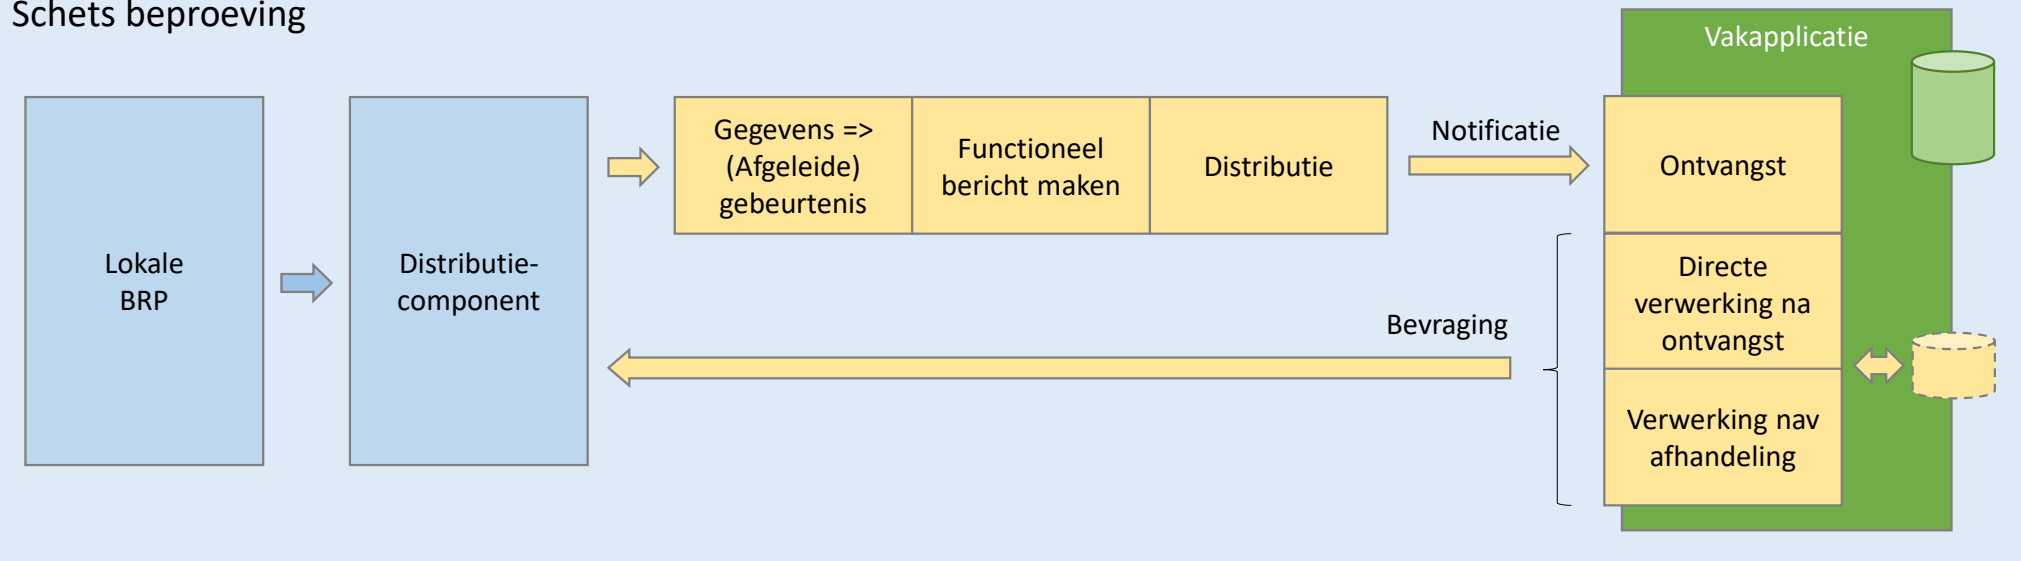 Schets beproeving
Vakapplicatie
Lokale
BRP
Distributie-
component
Gegevens =>
(Afgeleide)
gebeurtenis
Functioneel
bericht maken
Distributie
Notificatie
Ontvangst
Directe
verwerking na
ontvangst
Bevraging
Verwerking nav
afhandeling